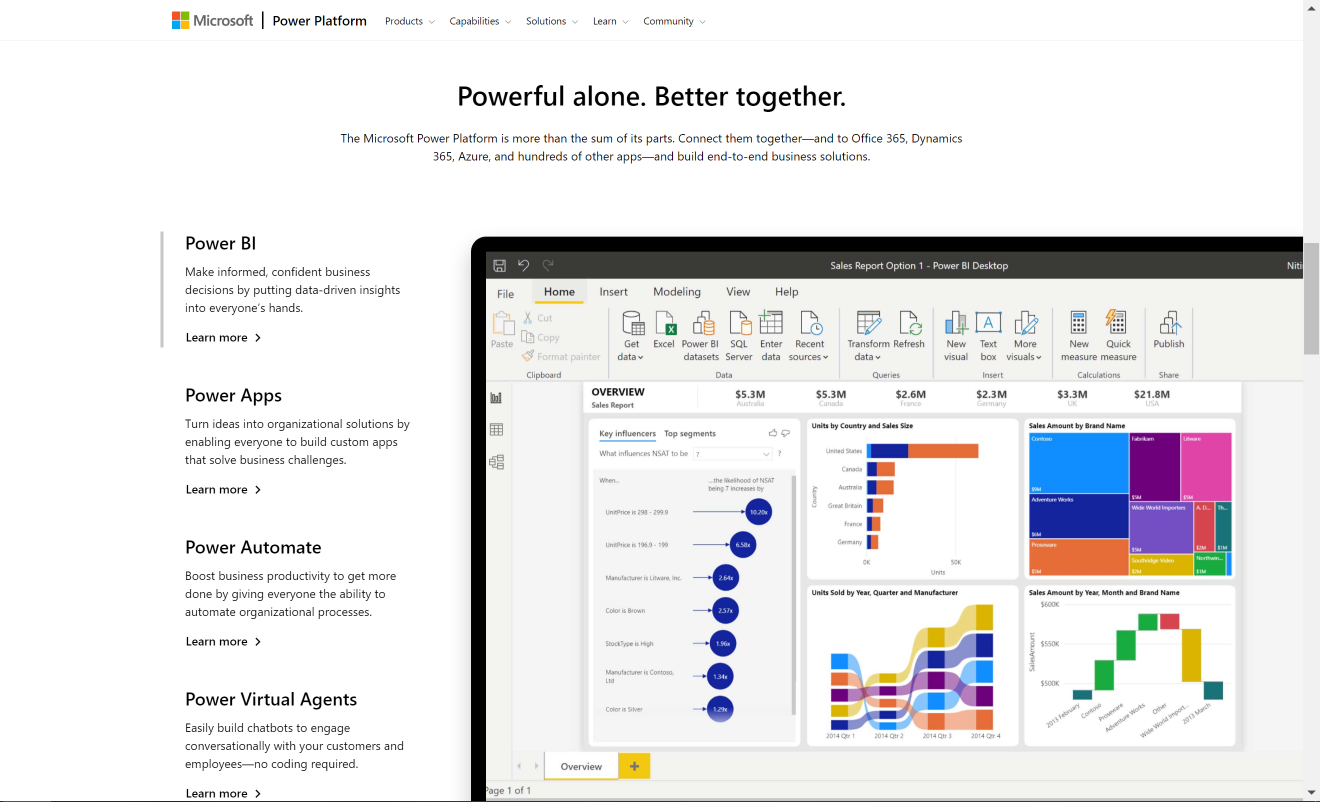 Microsoft | Power Platform Products Capabilities Solutions Learn Community
Powerful alone. Better together.
The Microsoft Power Platform is more than the sum of its parts. Connect them together—and to Office 365, Dynamics
365, Azure, and hundreds of other apps—and build end-to-end business solutions.
Power BI
Make informed, confident business
decisions by putting data-driven insights
into everyone's hands.
Learn more
Power Apps
Turn ideas into organizational solutions by
enabling everyone to build custom apps
that solve business challenges.
Learn more
Power Automate
Boost business productivity to get more
done by giving everyone the ability to
automate organizational processes.
Learn more
Power Virtual Agents
Easily build chatbots to engage
conversationally with your customers and
employees—no coding required.
Learn more
Sales Report Option 1 - Power BI Desktop
Niti
File Home Insert Modeling View Help
Paste
Cut
Copy
Format painter
Clipboard
Get
data
Excel
Power BI
datasets
SQL
Server
Enter
data
Recent
sources
Data
Transform
data
Refresh
Queries
New
visual
Text
box
More
visuals
Insert
New
measure
Quick
measure
Calculations
Publish
Share
OVERVIEW
Sales Report
$5.3M
Australia
$5.3M
Canada
$2.6M
France
$2.3M
Germany
$3.3M
UK
$21.8M
USA
Key influencers Top segments
What influences NSAT to be 7 ?
When...
...the likelihood of NSAT
being 7 increases by
UnitPrice is 298 - 299.9 10.20x
UnitPrice is 196.9 - 199 6.58x
Manufacturer is Litware, Inc. 2.64x
Color is Brown 2.57x
StockType is High 1.96x
Manufacturer is Contoso,
Ltd
1.34x
Color is Silver 1.29x
Units by Country and Sales Size
Country
United States
Canada
Australia
Great Britain
France
Germany
0K 50K
Units
Sales Amount by Brand Name
Contoso
$9M
Fabrikam
$5M
Litware
$5M
Adventure Works
$6M
Wide World Importers
$5M
A. D...
$2M
Th...
$1M
Proseware
$5M
Southridge Video
$2M
Northwin...
$1M
Units Sold by Year, Quarter and Manufacturer
2014 Qtr 1 2014 Qtr 2 2014 Qtr 3 2014 Qtr 4
Sales Amount by Year, Month and Brand Name
SalesAmount
$600K
$550K
$500K
2013 February
Contoso
Proseware
Adventure Works
Other
Wide World Import...
2013 March
Overview
Page 1 of 1